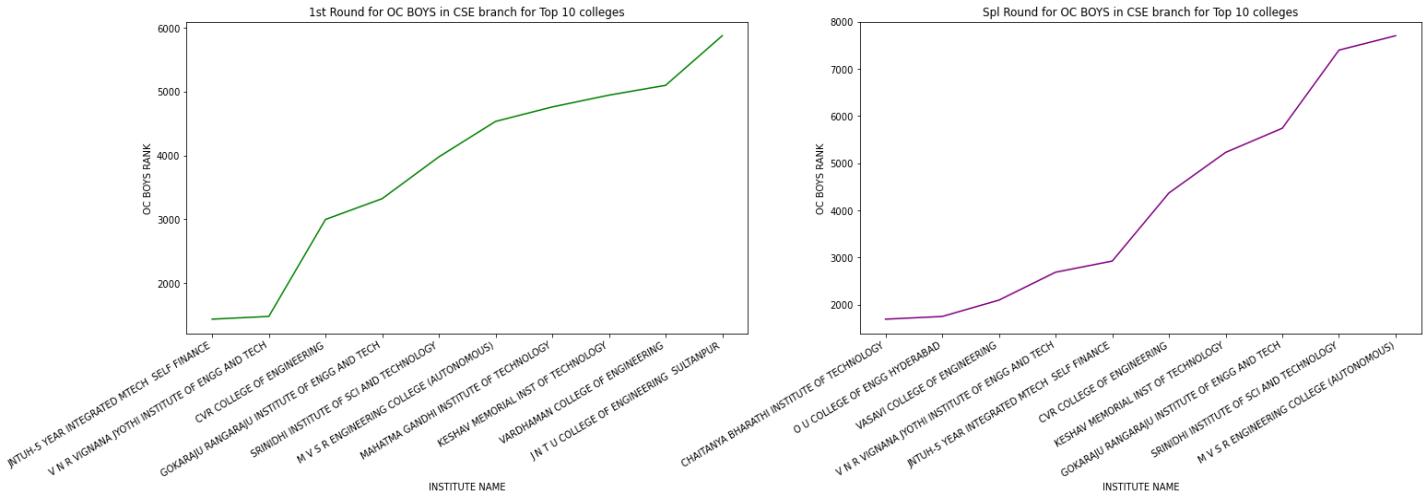 1st Round for OC BOYS in CSE branch for Top 10 colleges
OC BOYS RANK
6000
5000
4000
3000
2000
JNTUH-5 YEAR INTEGRATED MTECH SELF FINANCE
V N R VIGNANA JYOTHI INSTITUTE OF ENGG AND TECH
CVR COLLEGE OF ENGINEERING
GOKARAJU RANGARAJU INSTITUTE OF ENGG AND TECH
SRINIDHI INSTITUTE OF SCI AND TECHNOLOGY
M V S R ENGINEERING COLLEGE (AUTONOMOUS)
MAHATMA GANDHI INSTITUTE OF TECHNOLOGY
KESHAV MEMORIAL INST OF TECHNOLOGY
VARDHAMAN COLLEGE OF ENGINEERING
J N T U COLLEGE OF ENGINEERING SULTANPUR
INSTITUTE NAME
Spl Round for OC BOYS in CSE branch for Top 10 colleges
OC BOYS RANK
8000
7000
6000
5000
4000
3000
2000
CHAITANYA BHARATHI INSTITUTE OF TECHNOLOGY
O U COLLEGE OF ENGG HYDERABAD
VASAVI COLLEGE OF ENGINEERING
V N R VIGNANA JYOTHI INSTITUTE OF ENGG AND TECH
JNTUH-5 YEAR INTEGRATED MTECH SELF FINANCE
CVR COLLEGE OF ENGINEERING
KESHAV MEMORIAL INST OF TECHNOLOGY
GOKARAJU RANGARAJU INSTITUTE OF ENGG AND TECH
SRINIDHI INSTITUTE OF SCI AND TECHNOLOGY
M V S R ENGINEERING COLLEGE (AUTONOMOUS)
INSTITUTE NAME